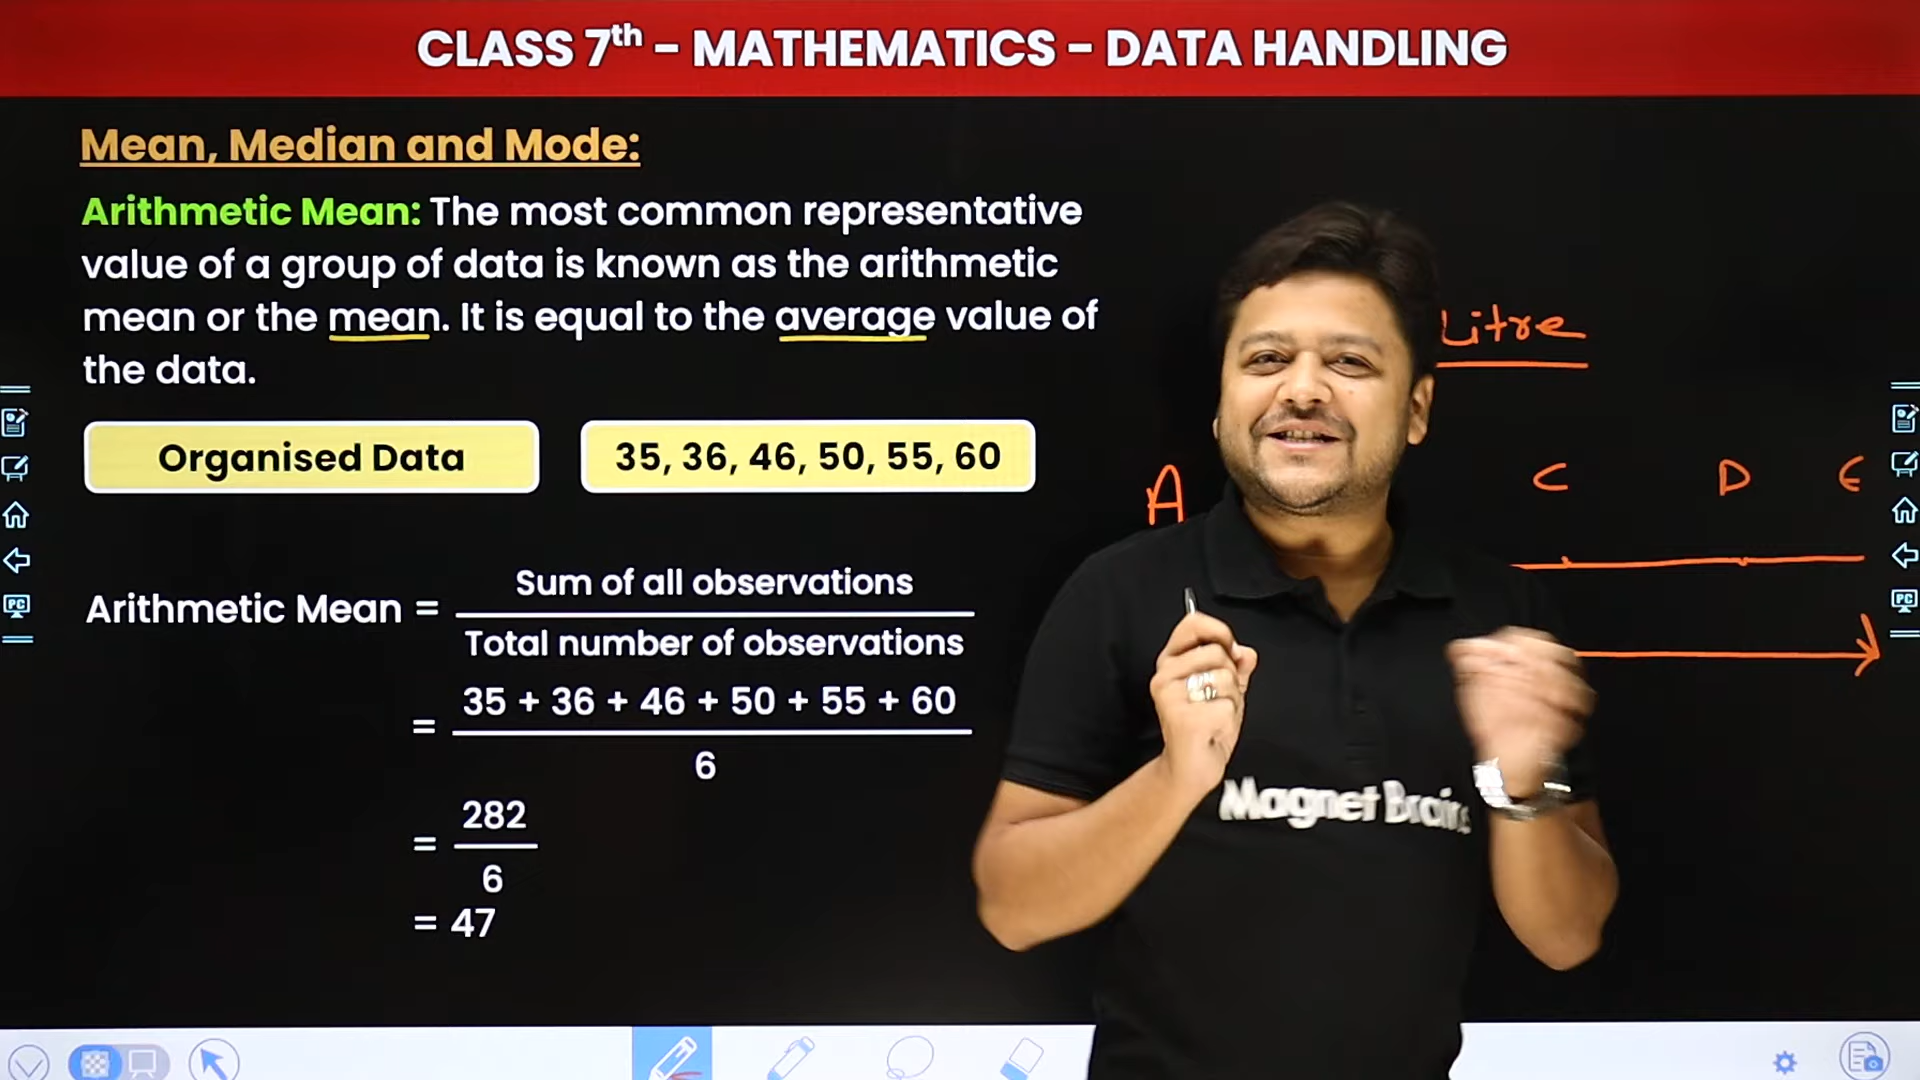 CLASS 7th - MATHEMATICS - DATA HANDLING
Mean, Median and Mode:
Arithmetic Mean: The most common representative
value of a group of data is known as the arithmetic
mean or the mean. It is equal to the average value of
the data.
Organised Data
35, 36, 46, 50, 55, 60
Litre
A
C D E
Arithmetic Mean = Sum of all observations
Total number of observations
= 35 + 36 + 46 + 50 + 55 + 60
6
= 282
6
= 47
Magnet Brains
PC
PC